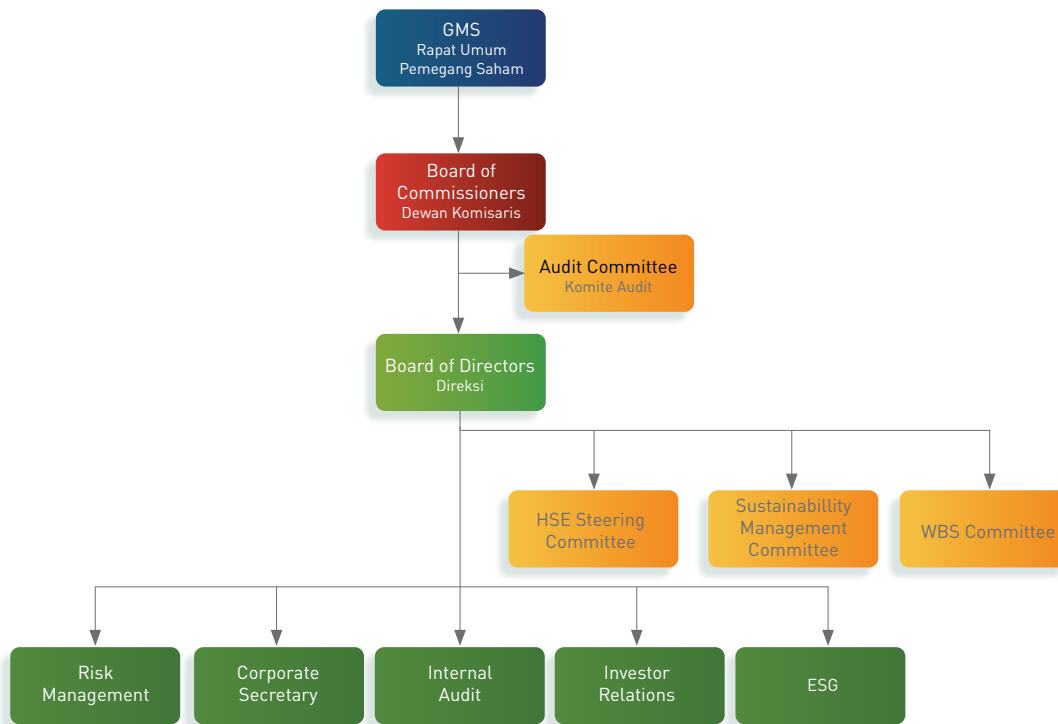 GMS
Rapat Umum
Pemegang Saham
Board of
Commissioners
Dewan Komisaris
Audit Committee
Komite Audit
Board of Directors
Direksi
HSE Steering
Committee
Sustainabillity
Management
Committee
WBS Committee
Risk
Management
Corporate
Secretary
Internal
Audit
Investor
Relations
ESG